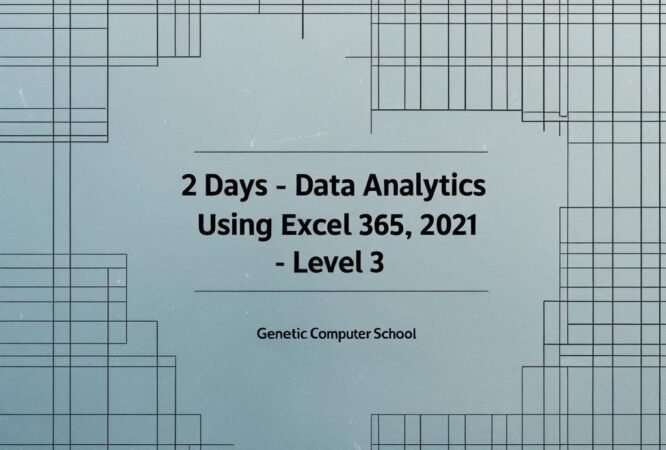 2 Days - Data Analytics
Using Excel 365, 2021
- Level 3
Genetic Computer School